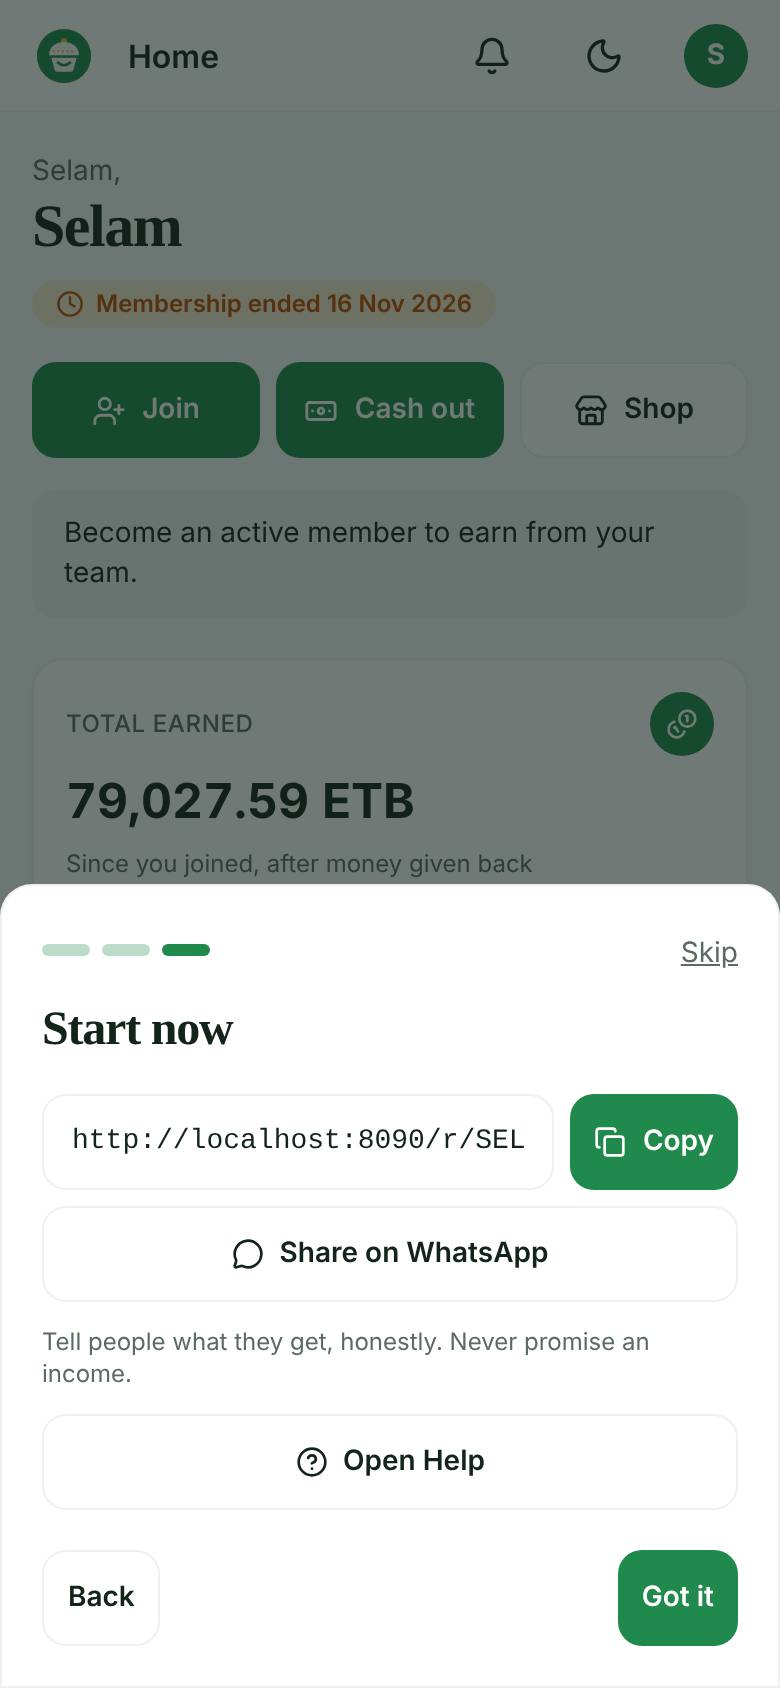 Home
S
Selam,
Selam
Membership ended 16 Nov 2026
Join
Cash out
Shop
Become an active member to earn from your
team.
TOTAL EARNED
79,027.59 ETB
Since you joined, after money given back
Skip
Start now
http://localhost:8090/r/SEL
Copy
Share on WhatsApp
Tell people what they get, honestly. Never promise an
income.
Open Help
Back
Got it